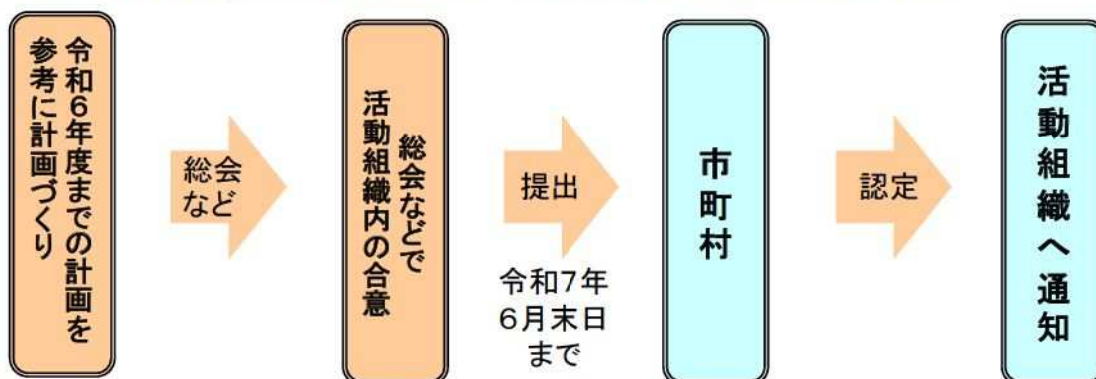 令和６年度までの計画を
参考に計画づくり
総会
など
総会などで
活動組織内の合意
提出
令和7年
6月末日
まで
市町村
認定
活動組織へ通知